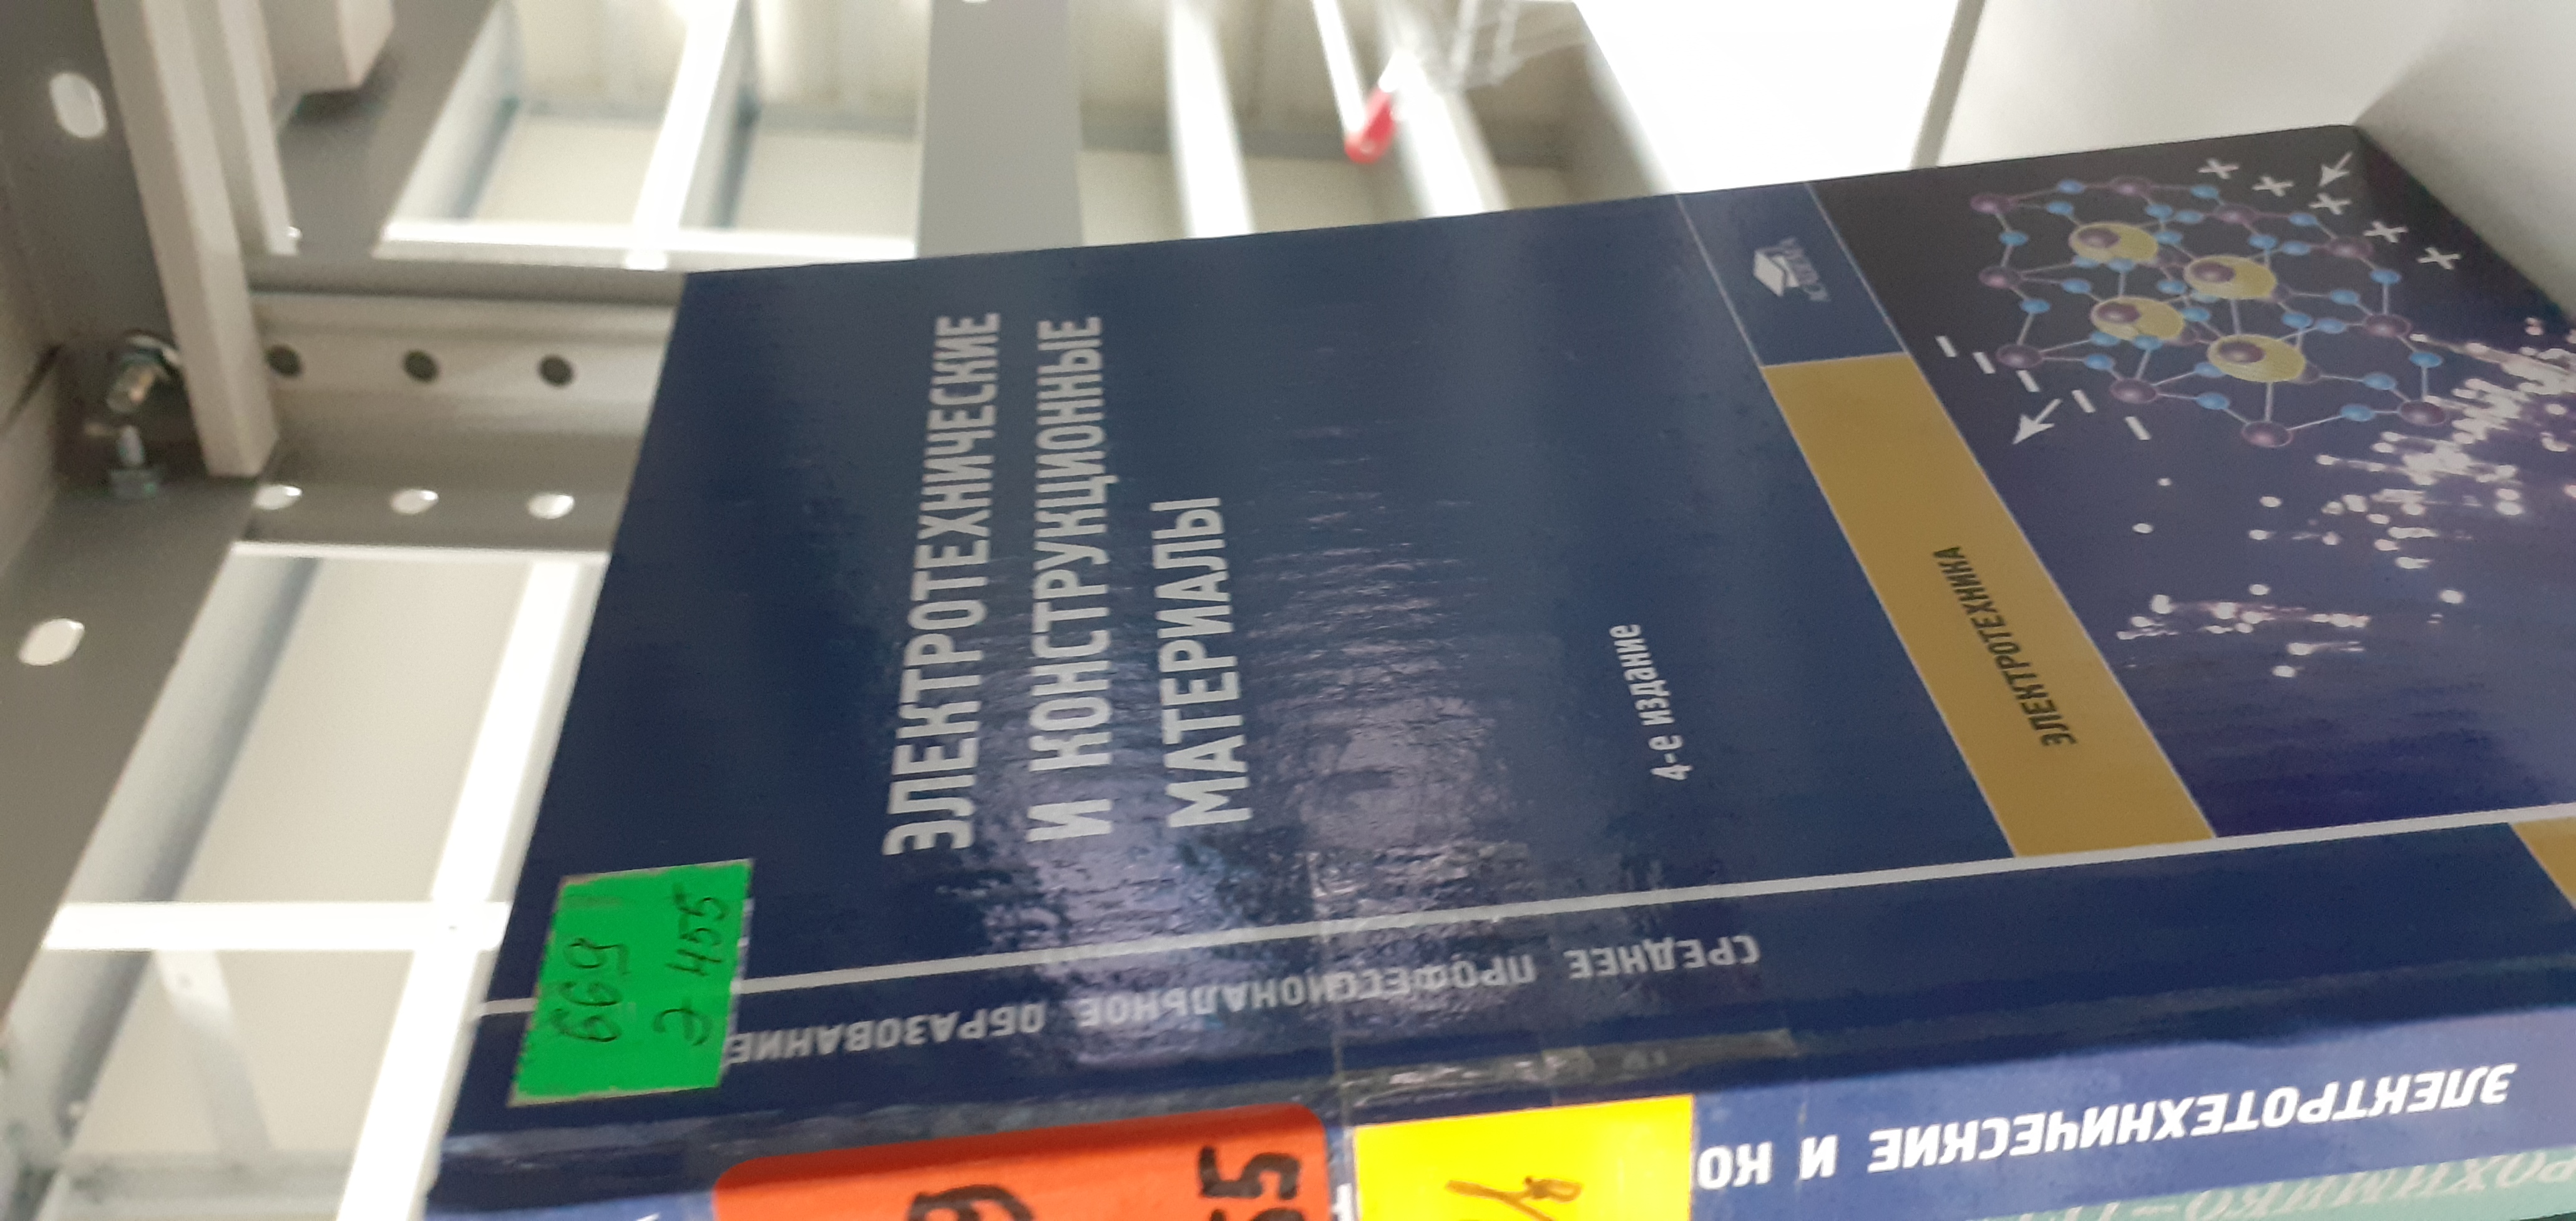 669
Э 455
ЭЛЕКТРОТЕХНИЧЕСКИЕ
И КОНСТРУКЦИОННЫЕ
МАТЕРИАЛЫ
4-е издание
ЭЛЕКТРОТЕХНИКА
СРЕДНЕЕ ПРОФЕССИОНАЛЬНОЕ ОБРАЗОВАНИЕ
ЭЛЕКТРОТЕХНИЧЕСКИЕ И КО